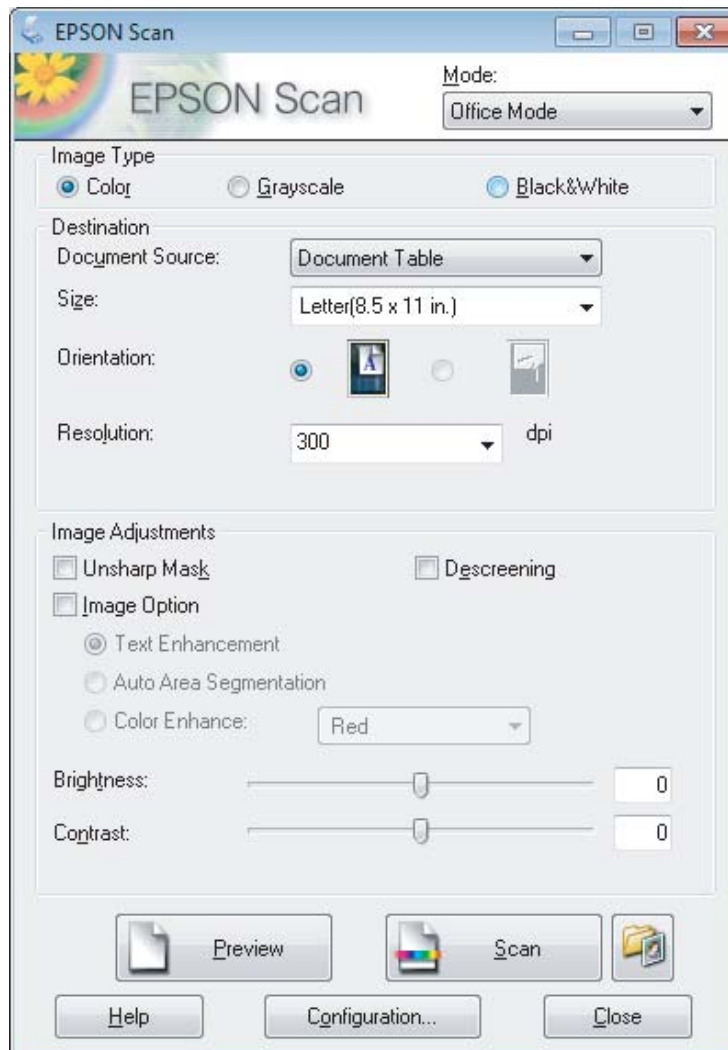 EPSON Scan
EPSON Scan
Mode:
Office Mode
Image Type
Color Grayscale Black&White
Destination
Document Source: Document Table
Size: Letter(8.5 x 11 in.)
Orientation: A
Resolution: 300 dpi
Image Adjustments
Unsharp Mask Descreening
Image Option
Text Enhancement
Auto Area Segmentation
Color Enhance: Red
Brightness: 0
Contrast: 0
Preview Scan
Help Configuration... Close